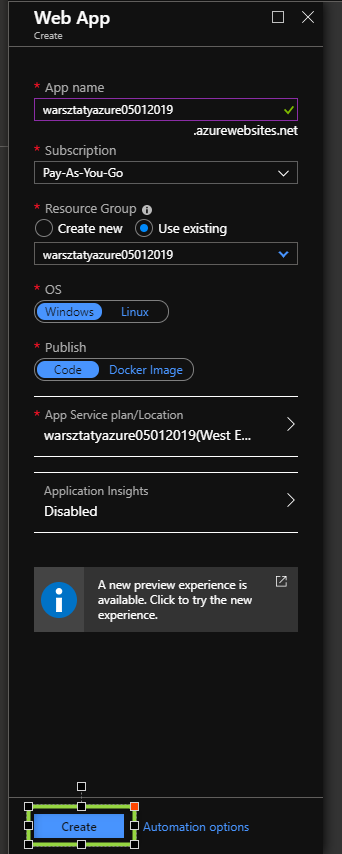 Web App
Create
* App name
warsztatyazure05012019
.azurewebsites.net
* Subscription
Pay-As-You-Go
* Resource Group
Create new Use existing
warsztatyazure05012019
* OS
Windows Linux
* Publish
Code Docker Image
* App Service plan/Location
warsztatyazure05012019(West E...
Application Insights
Disabled
A new preview experience is
available. Click to try the new
experience.
Create Automation options